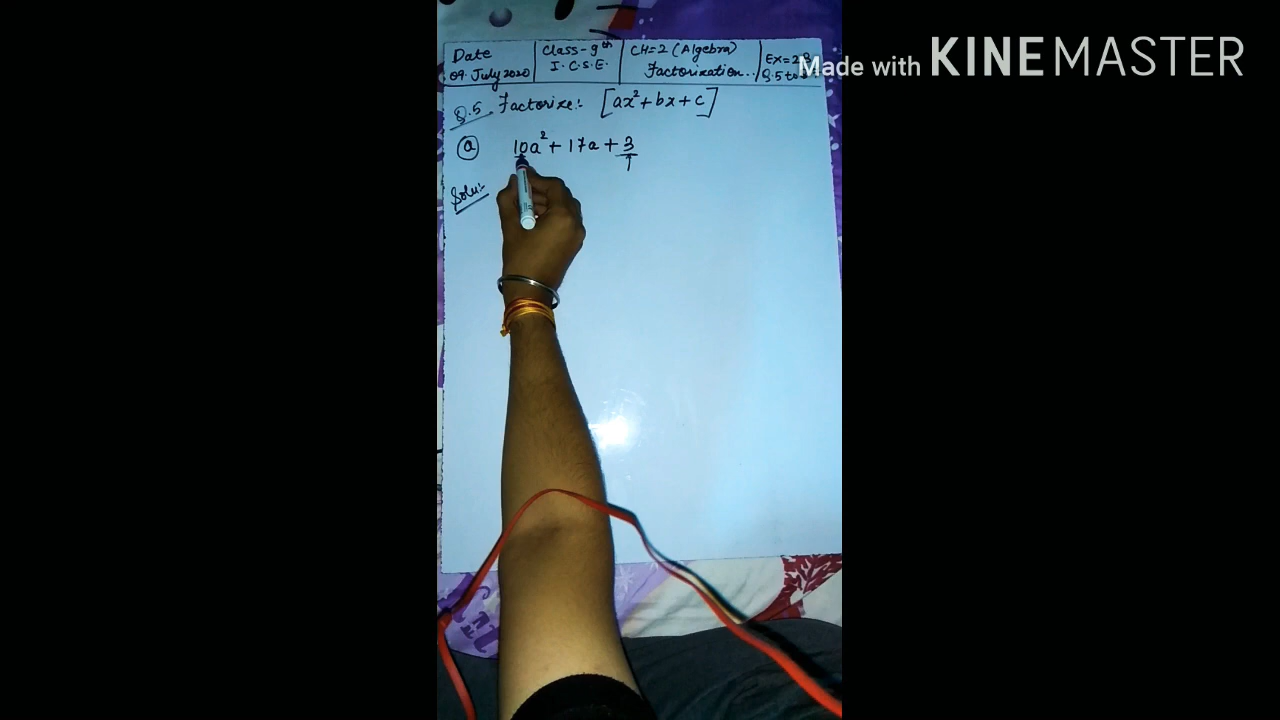 Made with KINEMASTER
Date
09. July 2020
Class - 9th
I.C.S.E.
CH=2 (Algebra)
Factorization..
Q.5 Factorize:- [ax²+bx+c]
(a) 10a²+17a+3
Solu:-